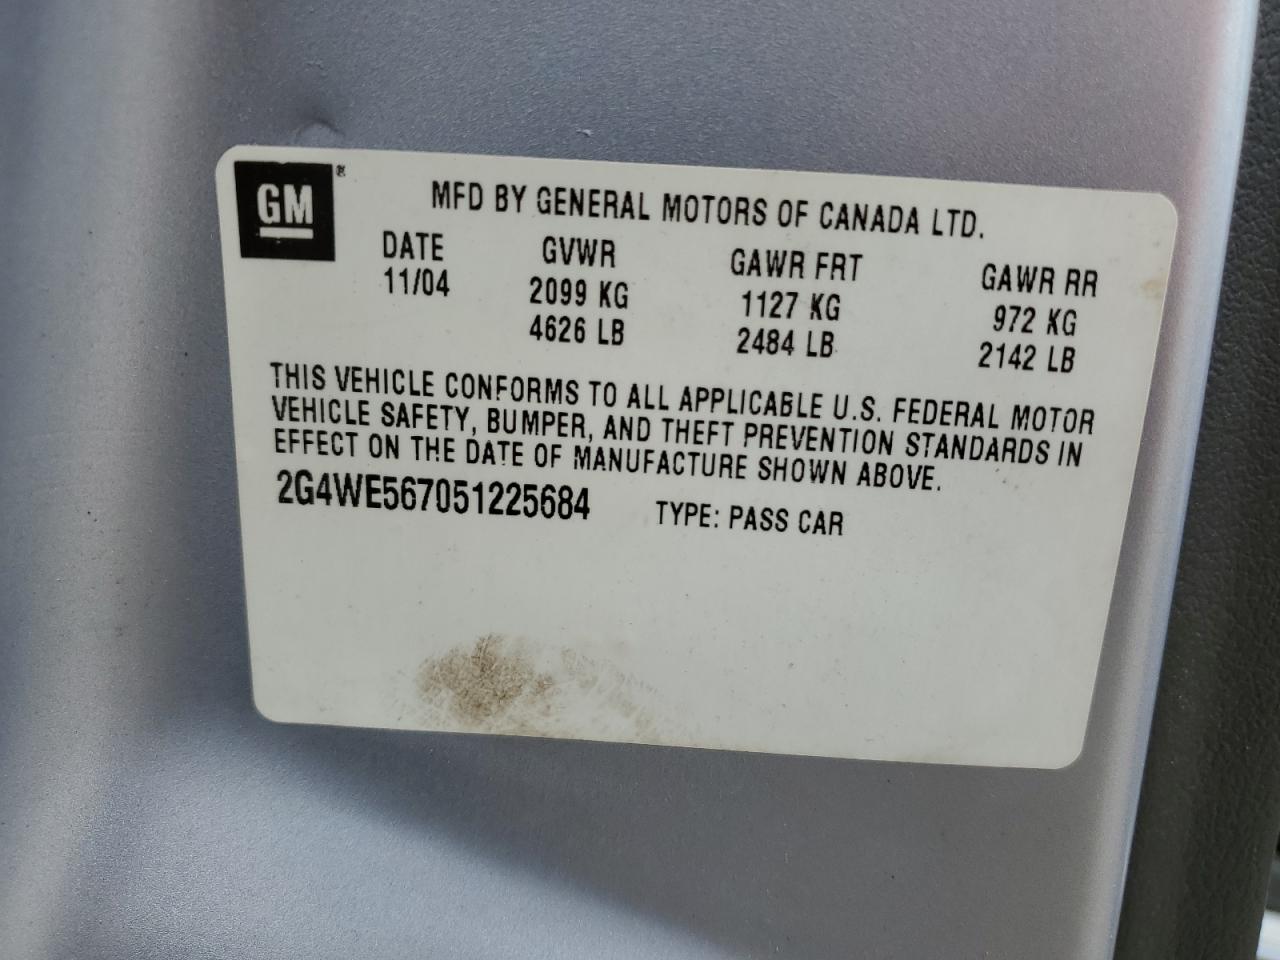 GM®
MFD BY GENERAL MOTORS OF CANADA LTD.
DATE GVWR GAWR FRT GAWR RR
11/04 2099 KG 1127 KG 972 KG
4626 LB 2484 LB 2142 LB
THIS VEHICLE CONFORMS TO ALL APPLICABLE U.S. FEDERAL MOTOR
VEHICLE SAFETY, BUMPER, AND THEFT PREVENTION STANDARDS IN
EFFECT ON THE DATE OF MANUFACTURE SHOWN ABOVE.
2G4WE567051225684 TYPE: PASS CAR